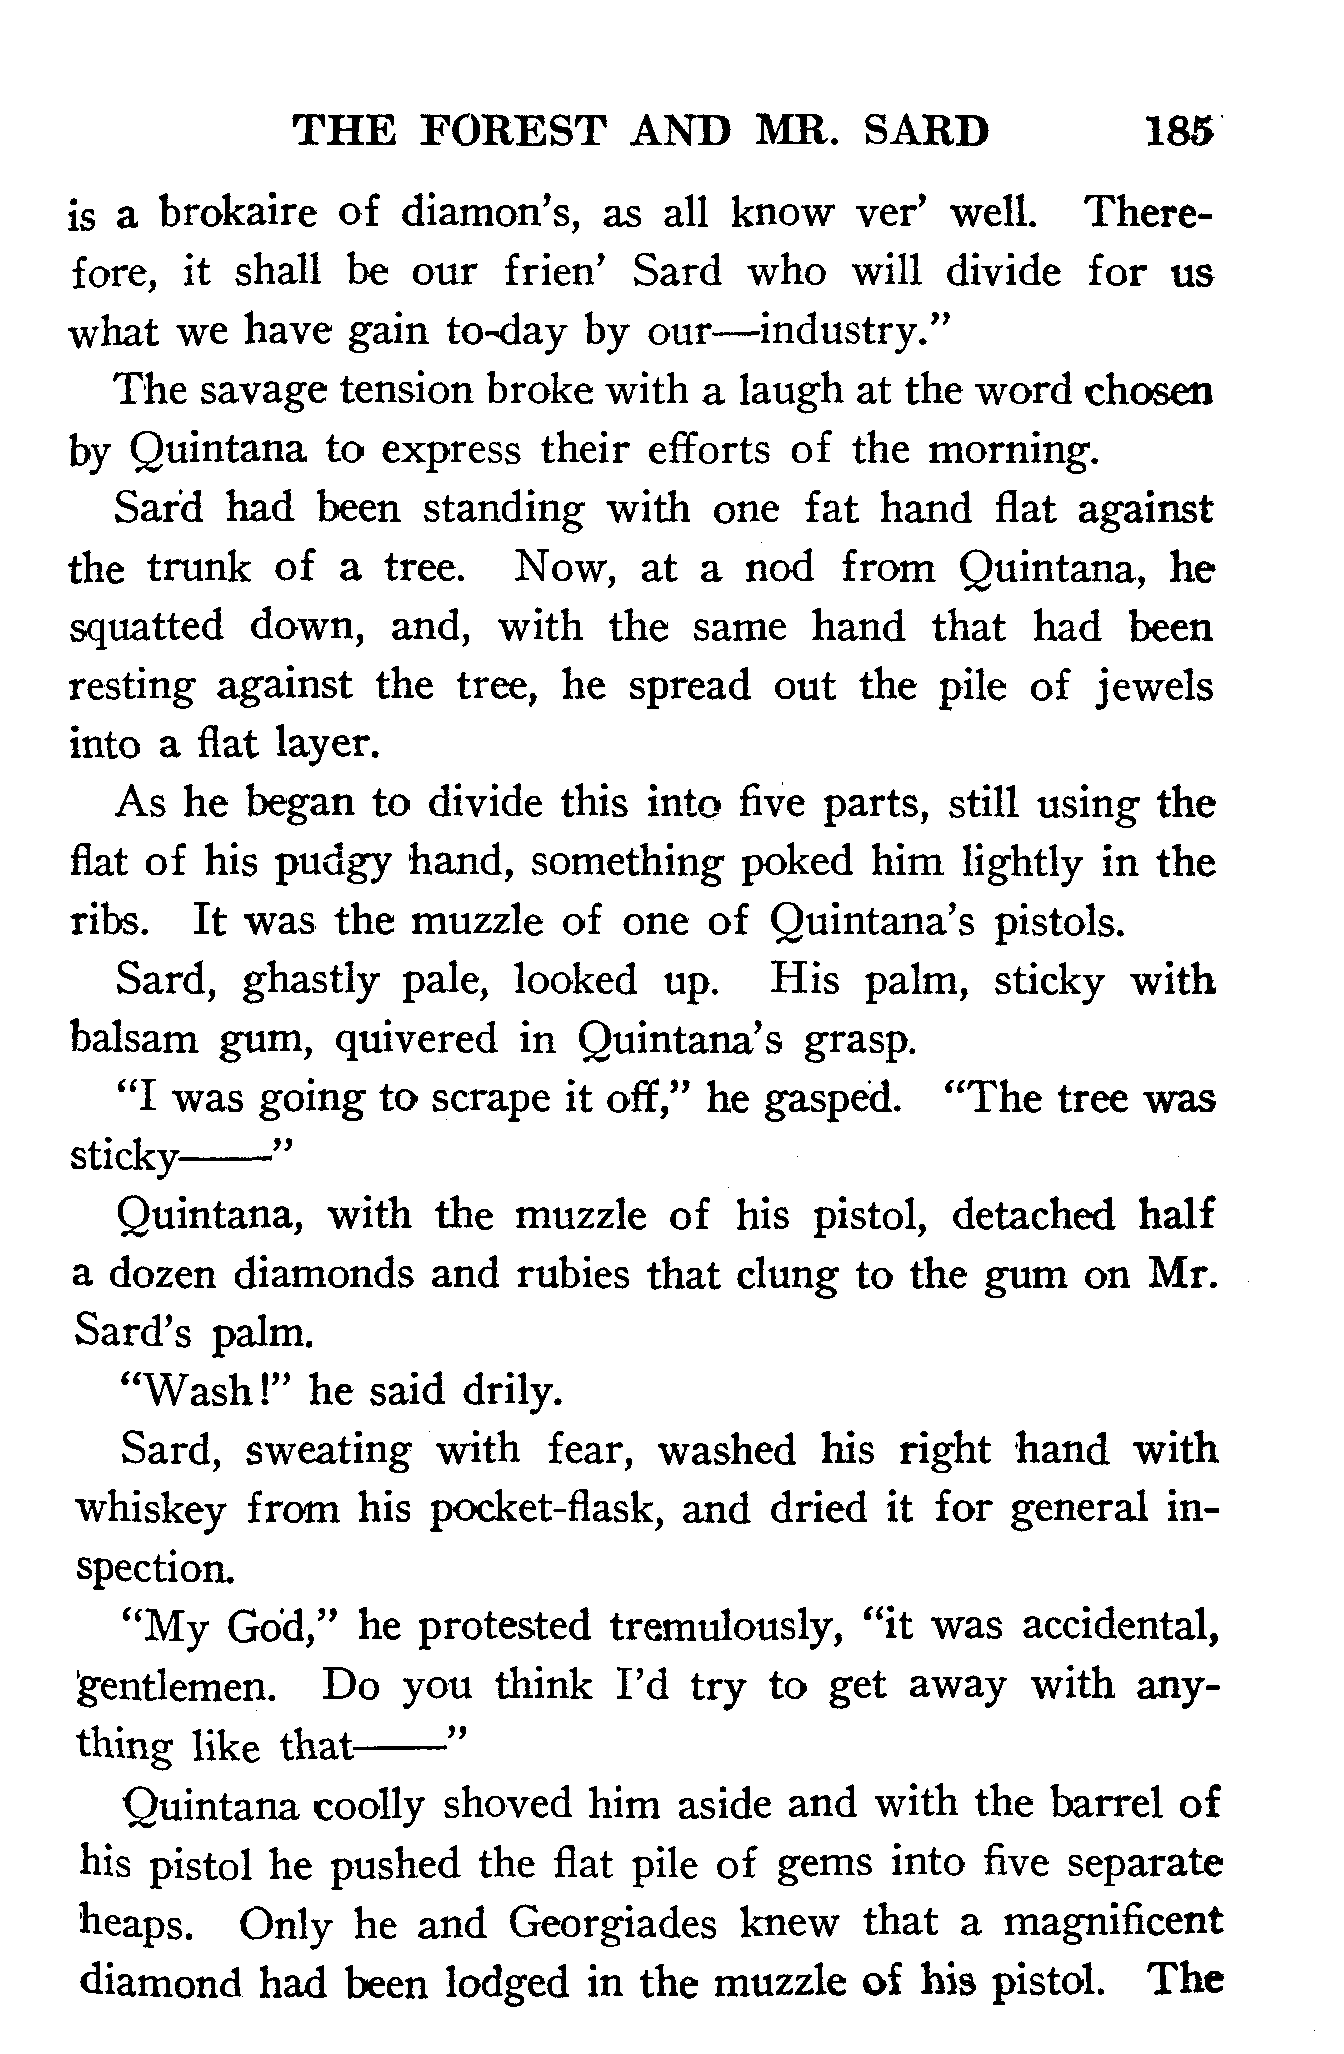 THE FOREST AND MR. SARD 185
is a brokaire of diamon's, as all know ver' well. There-
fore, it shall be our frien' Sard who will divide for us
what we have gain to-day by our—industry."
The savage tension broke with a laugh at the word chosen
by Quintana to express their efforts of the morning.
Sard had been standing with one fat hand flat against
the trunk of a tree. Now, at a nod from Quintana, he
squatted down, and, with the same hand that had been
resting against the tree, he spread out the pile of jewels
into a flat layer.
As he began to divide this into five parts, still using the
flat of his pudgy hand, something poked him lightly in the
ribs. It was the muzzle of one of Quintana's pistols.
Sard, ghastly pale, looked up. His palm, sticky with
balsam gum, quivered in Quintana's grasp.
"I was going to scrape it off," he gasped. "The tree was
sticky——"
Quintana, with the muzzle of his pistol, detached half
a dozen diamonds and rubies that clung to the gum on Mr.
Sard's palm.
"Wash!" he said drily.
Sard, sweating with fear, washed his right hand with
whiskey from his pocket-flask, and dried it for general in-
spection.
"My God," he protested tremulously, "it was accidental,
gentlemen. Do you think I'd try to get away with any-
thing like that——"
Quintana coolly shoved him aside and with the barrel of
his pistol he pushed the flat pile of gems into five separate
heaps. Only he and Georgiades knew that a magnificent
diamond had been lodged in the muzzle of his pistol. The